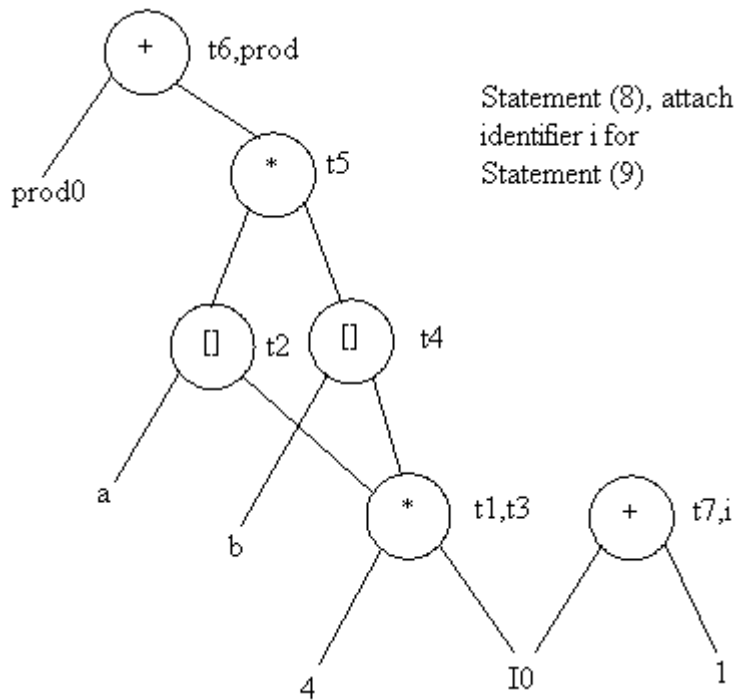 + t6,prod
Statement (8), attach
identifier i for
Statement (9)
* t5
prod0
[] t2
[] t4
a
b
* t1,t3
+ t7,i
4
I0
1